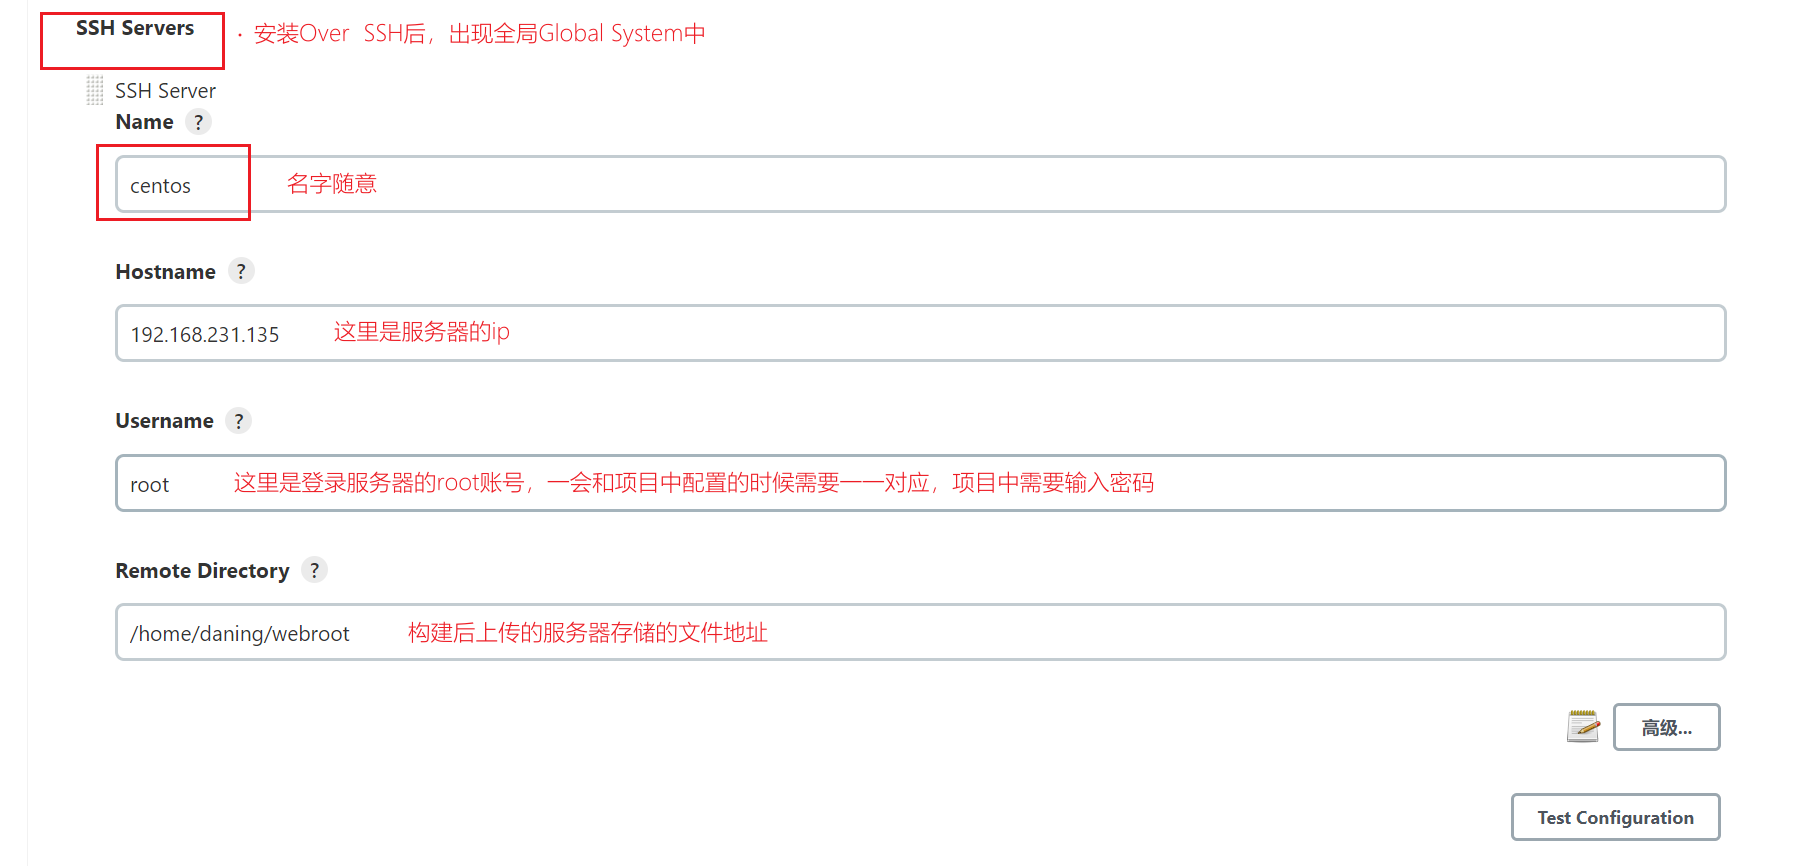 SSH Servers · 安装Over SSH后，出现全局Global System中
SSH Server
Name ?
centos 名字随意
Hostname ?
192.168.231.135 这里是服务器的ip
Username ?
root 这里是登录服务器的root账号，一会和项目中配置的时候需要一一对应，项目中需要输入密码
Remote Directory ?
/home/daning/webroot 构建后上传的服务器存储的文件地址
高级...
Test Configuration